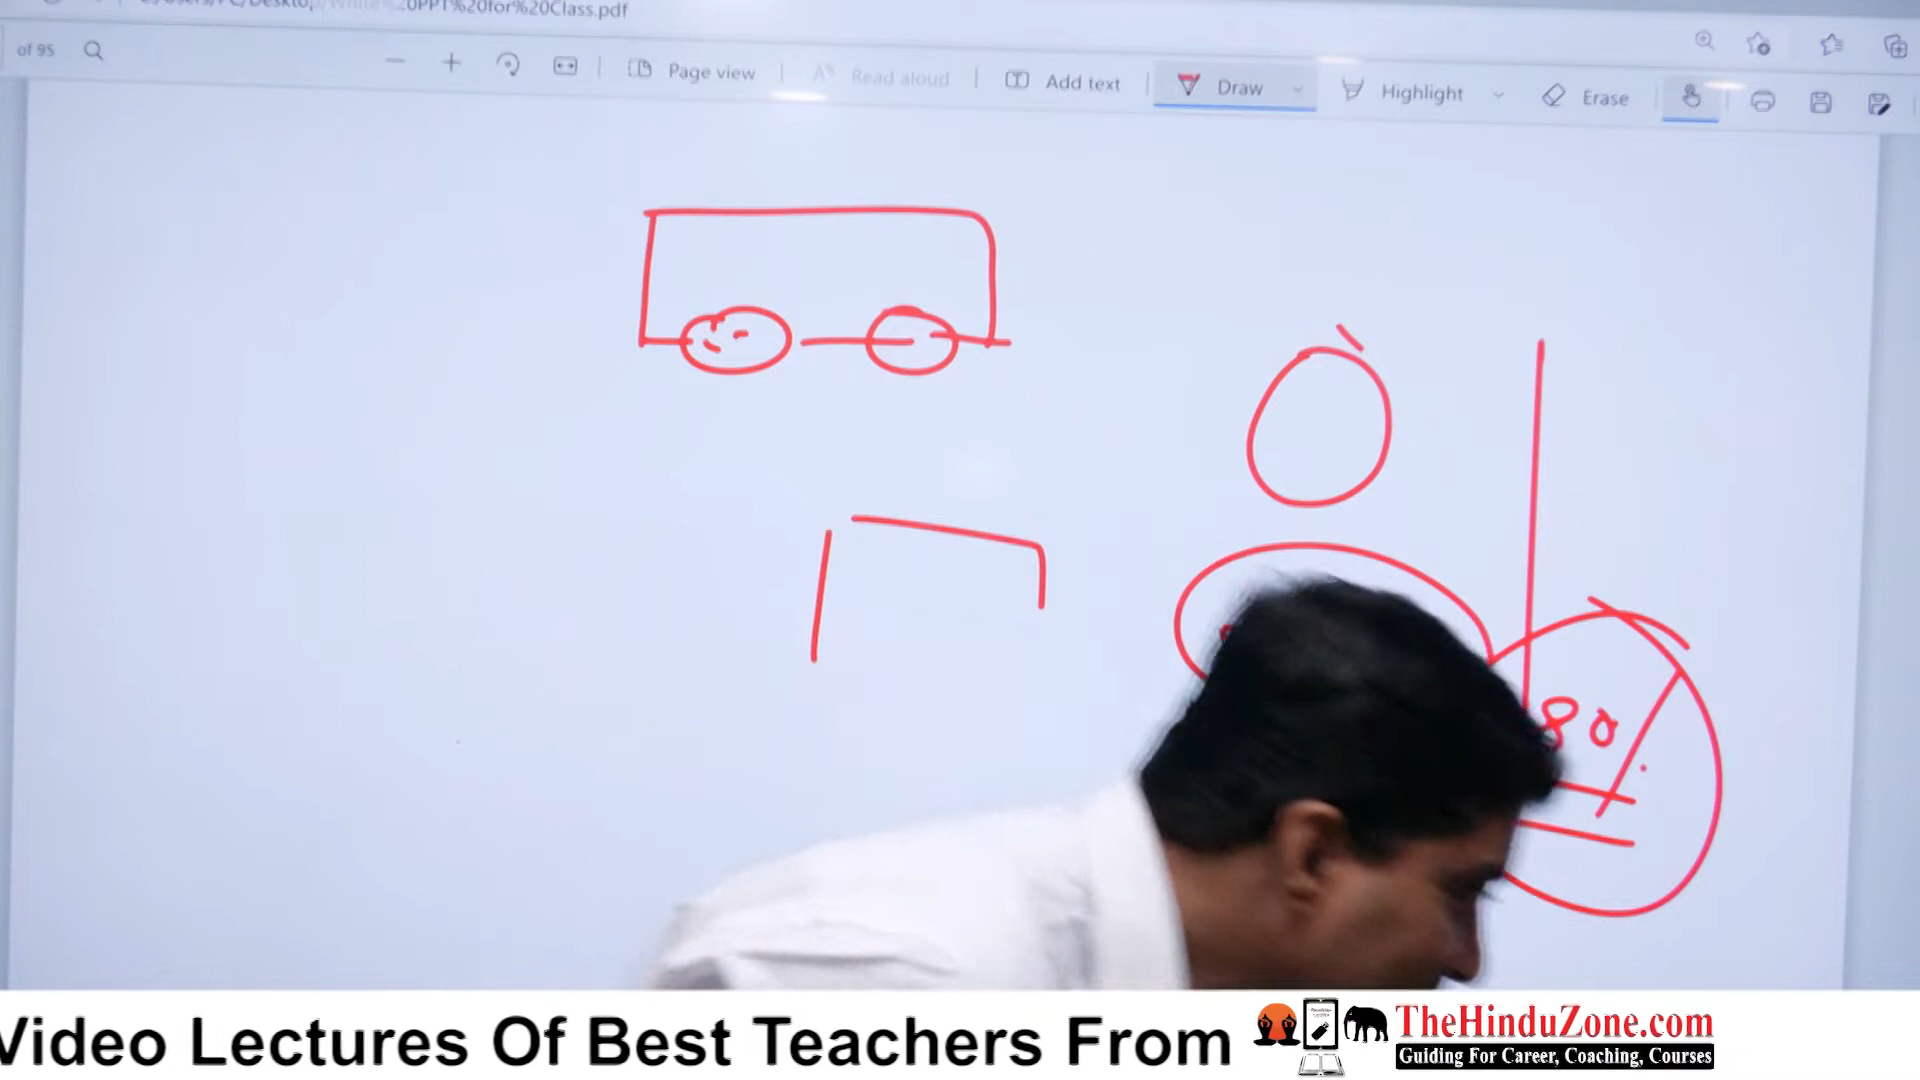 0PPT%20for%20Class.pdf
of 95
Page view
Read aloud
Add text
Draw
Highlight
Erase
80
Video Lectures Of Best Teachers From
TheHinduZone.com
Guiding For Career, Coaching, Courses